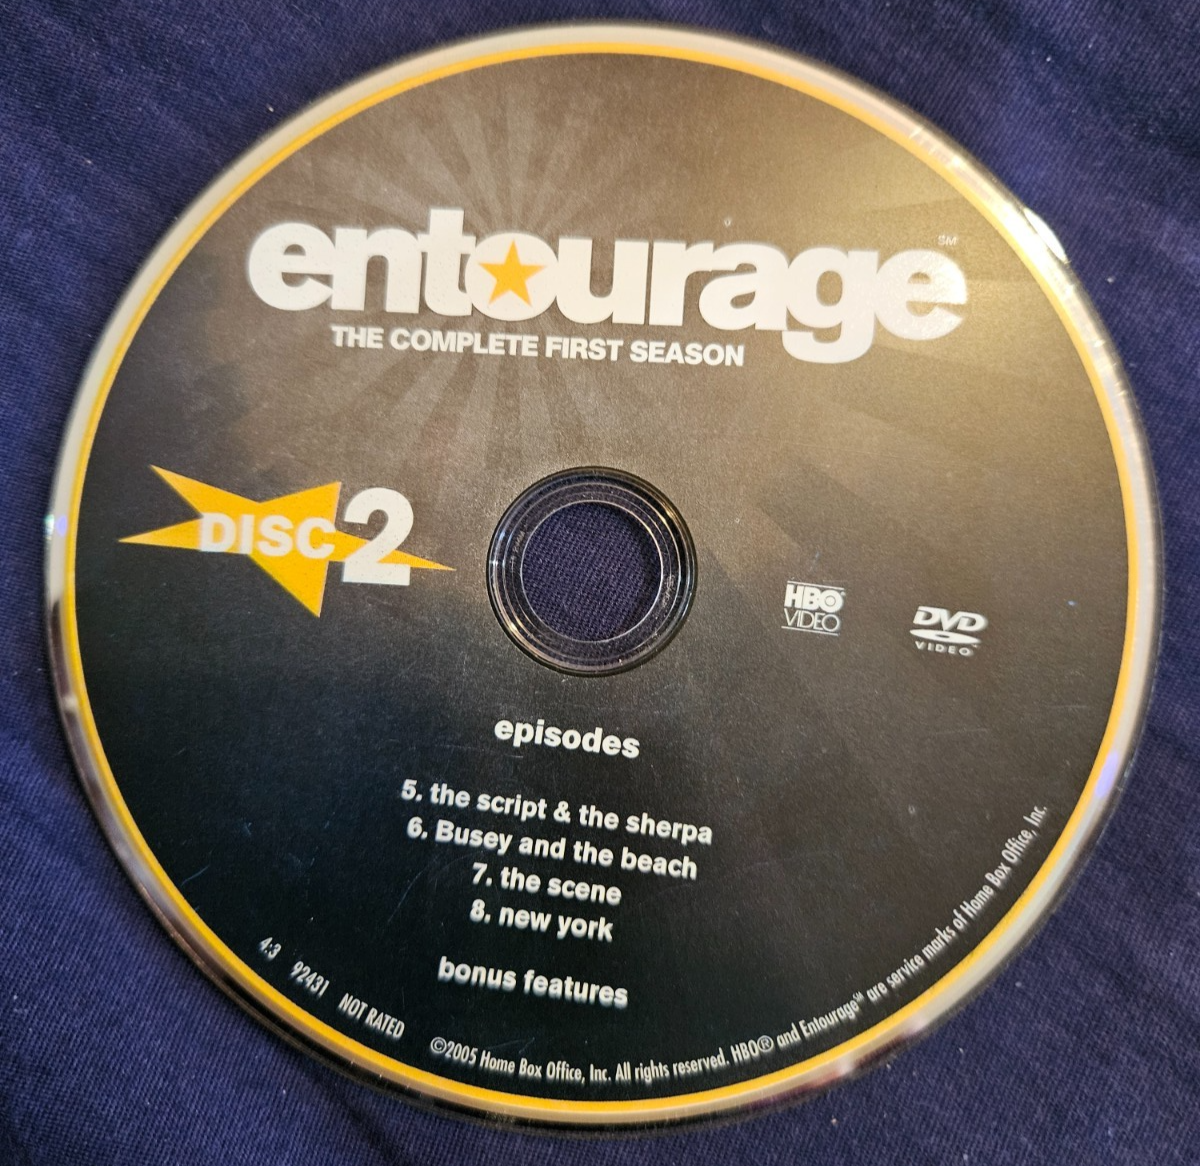 entourage℠
THE COMPLETE FIRST SEASON
DISC 2
HBO
VIDEO
DVD
VIDEO
episodes
5. the script & the sherpa
6. Busey and the beach
7. the scene
8. new york
bonus features
4:3 92431 NOT RATED
©2005 Home Box Office, Inc. All rights reserved. HBO® and Entourage℠ are service marks of Home Box Office, Inc.